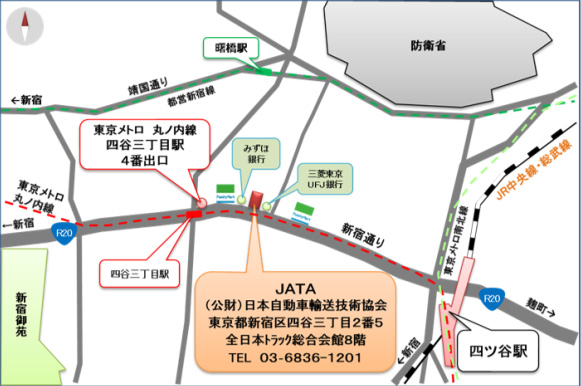 防衛省
曙橋駅
靖国通り
都営新宿線
←新宿
東京メトロ 丸ノ内線
四谷三丁目駅
4番出口
みずほ
銀行
三菱東京
UFJ銀行
FamilyMart
FamilyMart
東京メトロ
丸ノ内線
←新宿
R20
四谷三丁目駅
新宿通り
東京メトロ南北線
JR中央線・総武線
新宿御苑
JATA
(公財)日本自動車輸送技術協会
東京都新宿区四谷三丁目2番5
全日本トラック総合会館8階
TEL 03-6836-1201
R20
麹町→
←新宿
四ツ谷駅